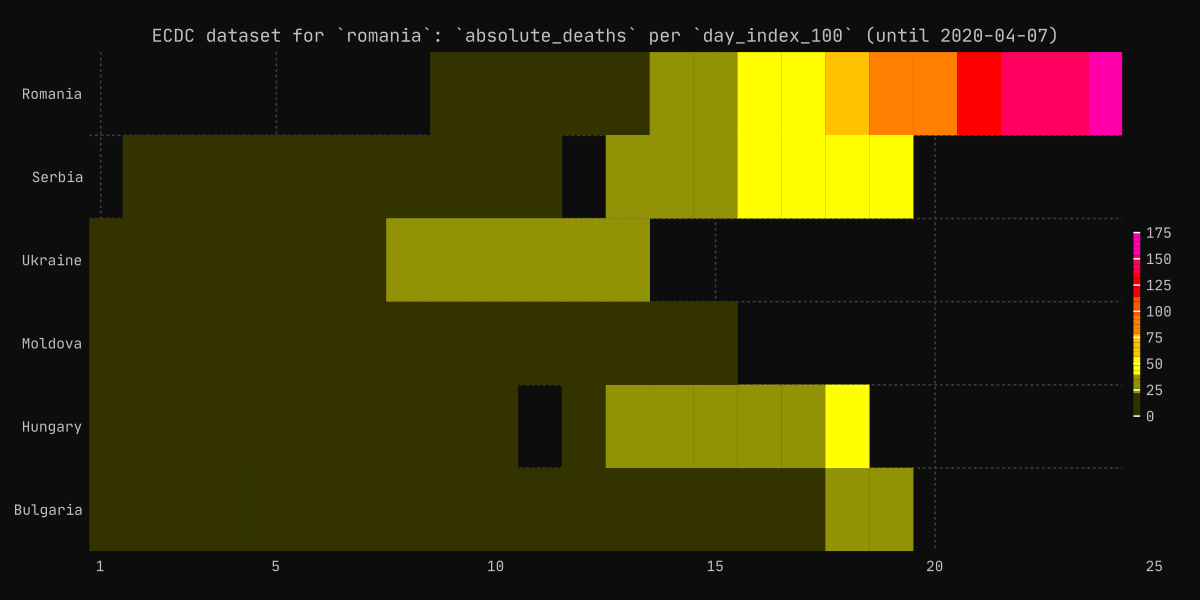 ECDC dataset for `romania`: `absolute_deaths` per `day_index_100` (until 2020-04-07)
Romania
Serbia
Ukraine
Moldova
Hungary
Bulgaria
1 5 10 15 20 25
175
150
125
100
75
50
25
0